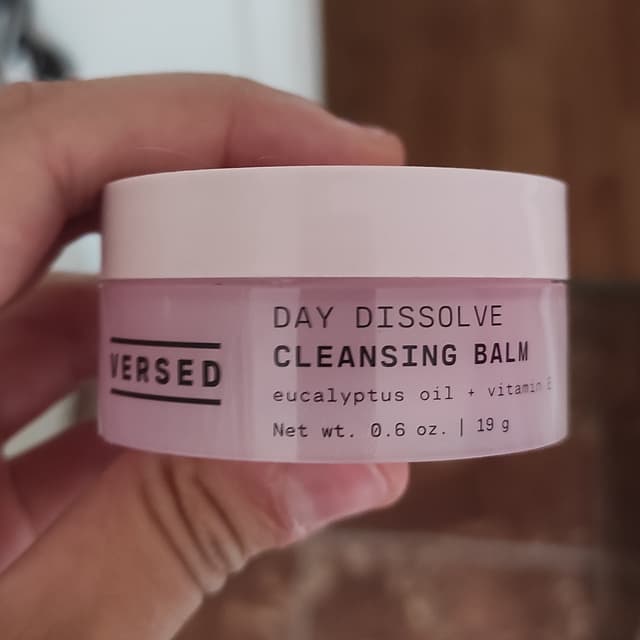 VERSED
DAY DISSOLVE
CLEANSING BALM
eucalyptus oil + vitamin E
Net wt. 0.6 oz. | 19 g